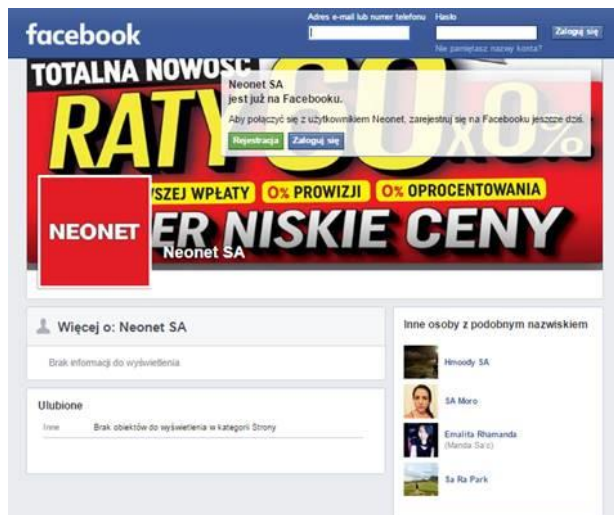 facebook
Adres e-mail lub numer telefonu
Hasło
Zaloguj się
Nie pamiętasz nazwy konta?
TOTALNA NOWOŚĆ
RATY 60 x 0%
Neonet SA
jest już na Facebooku.
Aby połączyć się z użytkownikiem Neonet, zarejestruj się na Facebooku jeszcze dziś.
Rejestracja
Zaloguj się
WPŁATY
0% PROWIZJI
0% OPROCENTOWANIA
NISKIE CENY
NEONET
Neonet SA
Więcej o: Neonet SA
Brak informacji do wyświetlenia
Ulubione
Inne
Brak obiektów do wyświetlenia w kategorii Strony
Inne osoby z podobnym nazwiskiem
Hmoody SA
SA Moro
Emalita Rhamanda
(Manda Sa'c)
Sa Ra Park